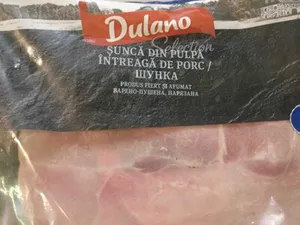 Dulano
Selection
ȘUNCĂ DIN PULPĂ
ÎNTREAGĂ DE PORC /
ШУНКА
PRODUS FIERT ȘI AFUMAT
ВАРЕНО-ПУШЕНА, НАРЯЗАНА